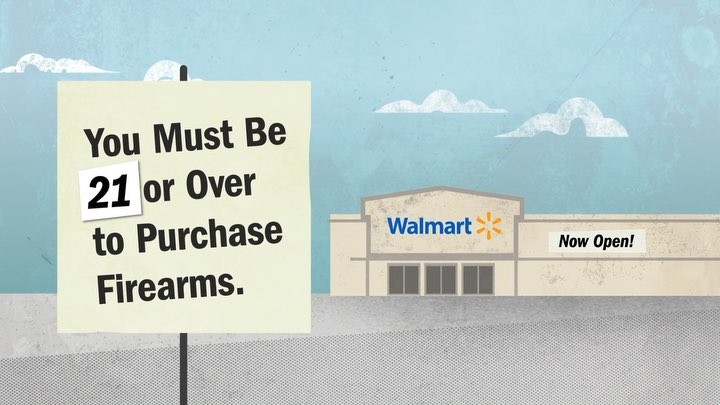 You Must Be
21 or Over
to Purchase
Firearms.
Walmart
Now Open!